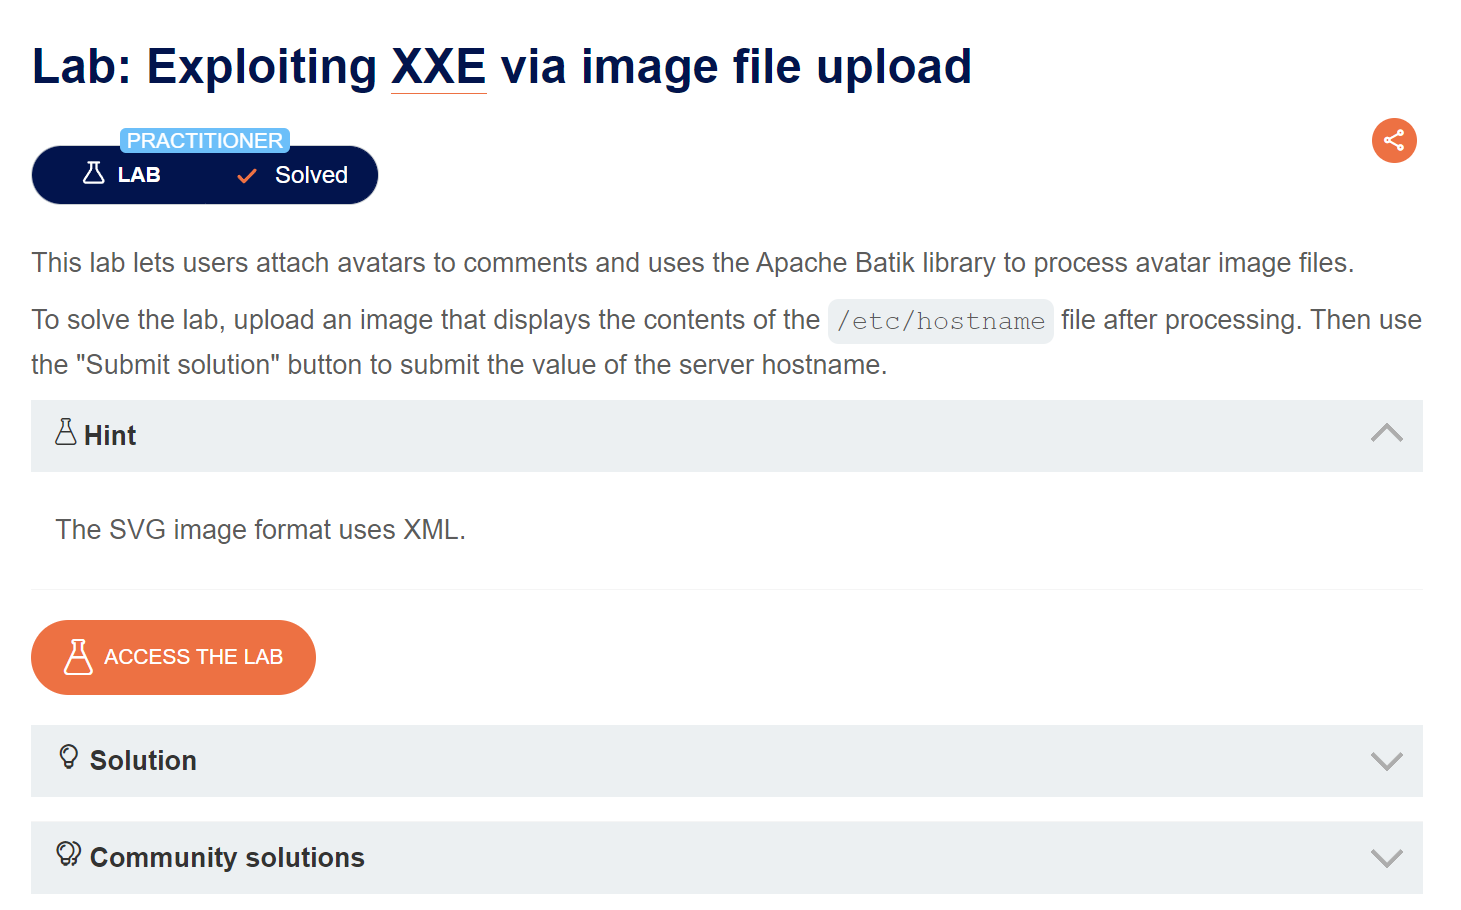 Lab: Exploiting XXE via image file upload
PRACTITIONER
LAB Solved
This lab lets users attach avatars to comments and uses the Apache Batik library to process avatar image files.
To solve the lab, upload an image that displays the contents of the /etc/hostname file after processing. Then use
the "Submit solution" button to submit the value of the server hostname.
Hint
The SVG image format uses XML.
ACCESS THE LAB
Solution
Community solutions